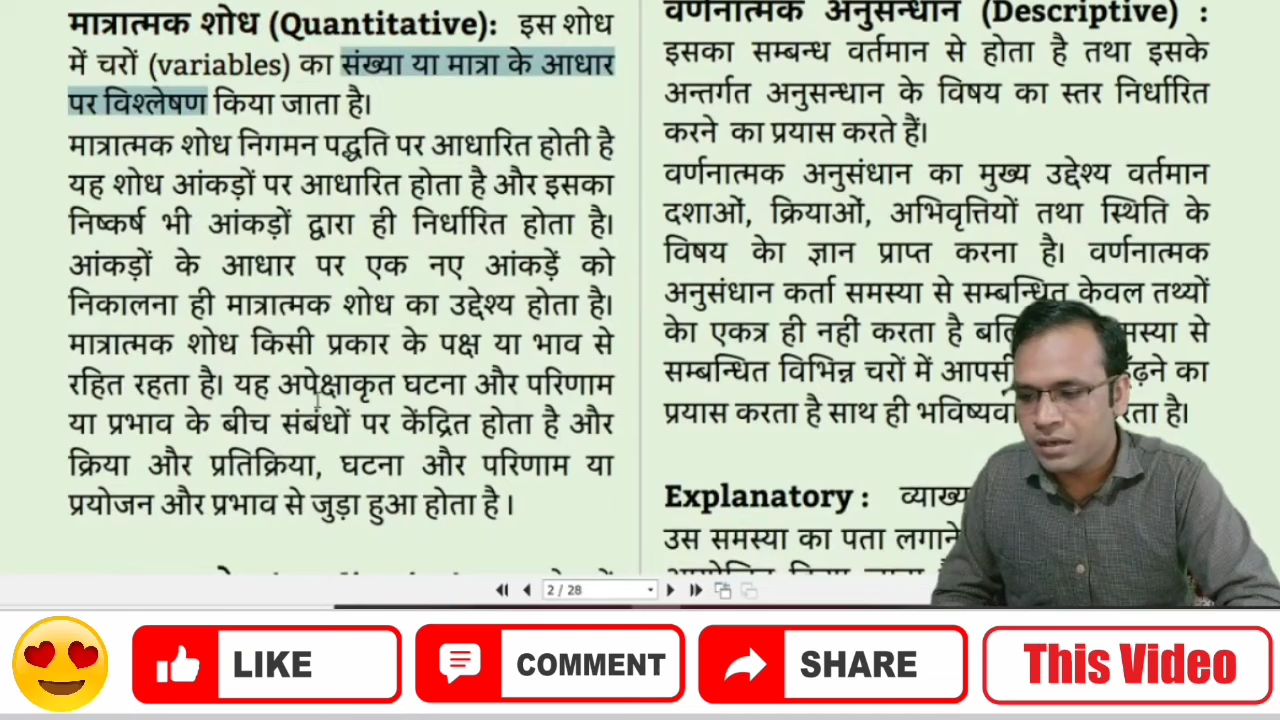 मात्रात्मक शोध (Quantitative): इस शोध
में चरों (variables) का संख्या या मात्रा के आधार
पर विश्लेषण किया जाता है।
मात्रात्मक शोध निगमन पद्धति पर आधारित होती है
यह शोध आंकड़ों पर आधारित होता है और इसका
निष्कर्ष भी आंकड़ों द्वारा ही निर्धारित होता है।
आंकड़ों के आधार पर एक नए आंकड़ें को
निकालना ही मात्रात्मक शोध का उद्देश्य होता है।
मात्रात्मक शोध किसी प्रकार के पक्ष या भाव से
रहित रहता है। यह अपेक्षाकृत घटना और परिणाम
या प्रभाव के बीच संबंधों पर केंद्रित होता है और
क्रिया और प्रतिक्रिया, घटना और परिणाम या
प्रयोजन और प्रभाव से जुड़ा हुआ होता है ।
वर्णनात्मक अनुसन्धान (Descriptive) :
इसका सम्बन्ध वर्तमान से होता है तथा इसके
अन्तर्गत अनुसन्धान के विषय का स्तर निर्धारित
करने का प्रयास करते हैं।
वर्णनात्मक अनुसंधान का मुख्य उद्देश्य वर्तमान
दशाओं, क्रियाओं, अभिवृत्तियों तथा स्थिति के
विषय केा ज्ञान प्राप्त करना है। वर्णनात्मक
अनुसंधान कर्ता समस्या से सम्बन्धित केवल तथ्यों
केा एकत्र ही नहीं करता है से
सम्बन्धित विभिन्न चरों में का
प्रयास करता है साथ ही है।
Explanatory :
उस समस्या का पता लगाने
2 / 28
LIKE
COMMENT
SHARE
This Video